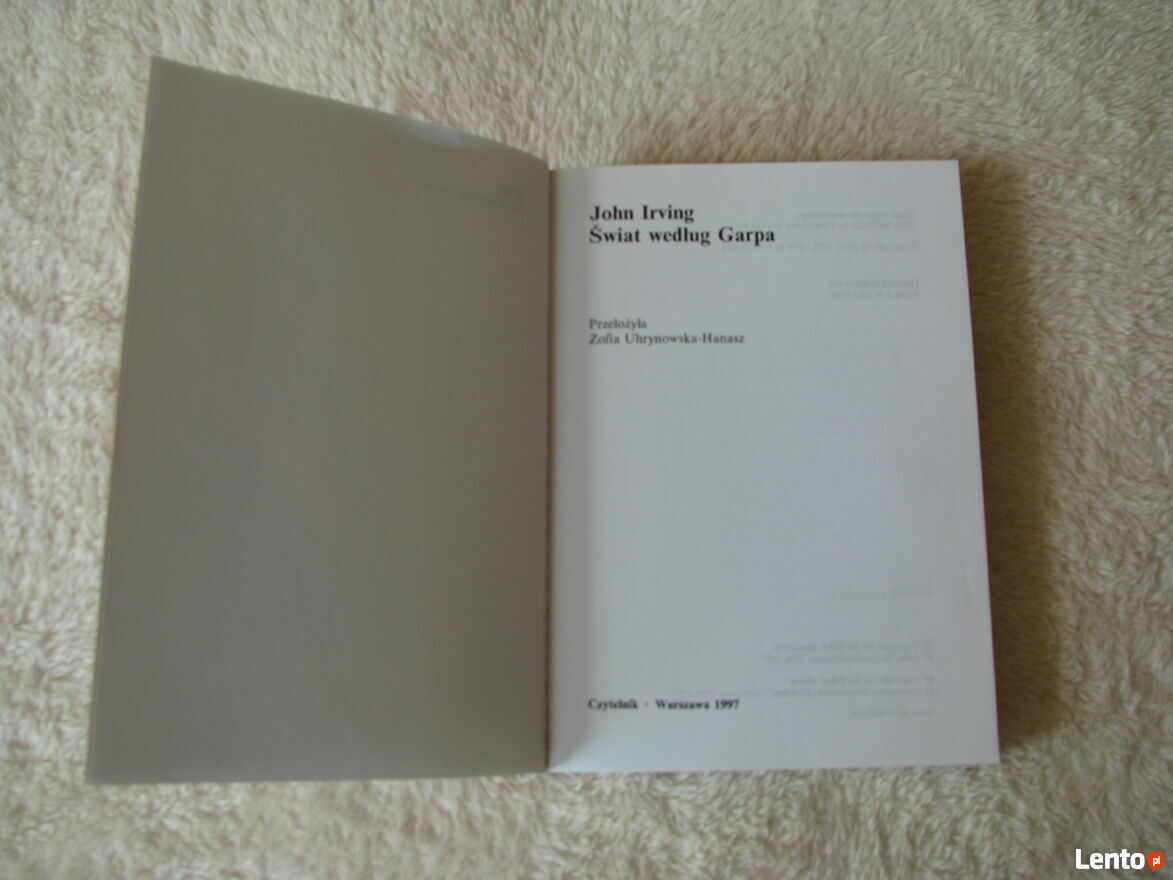 John Irving
Świat według Garpa
Przełożyła
Zofia Uhrynowska-Hanasz
Czytelnik · Warszawa 1997
Lento pl